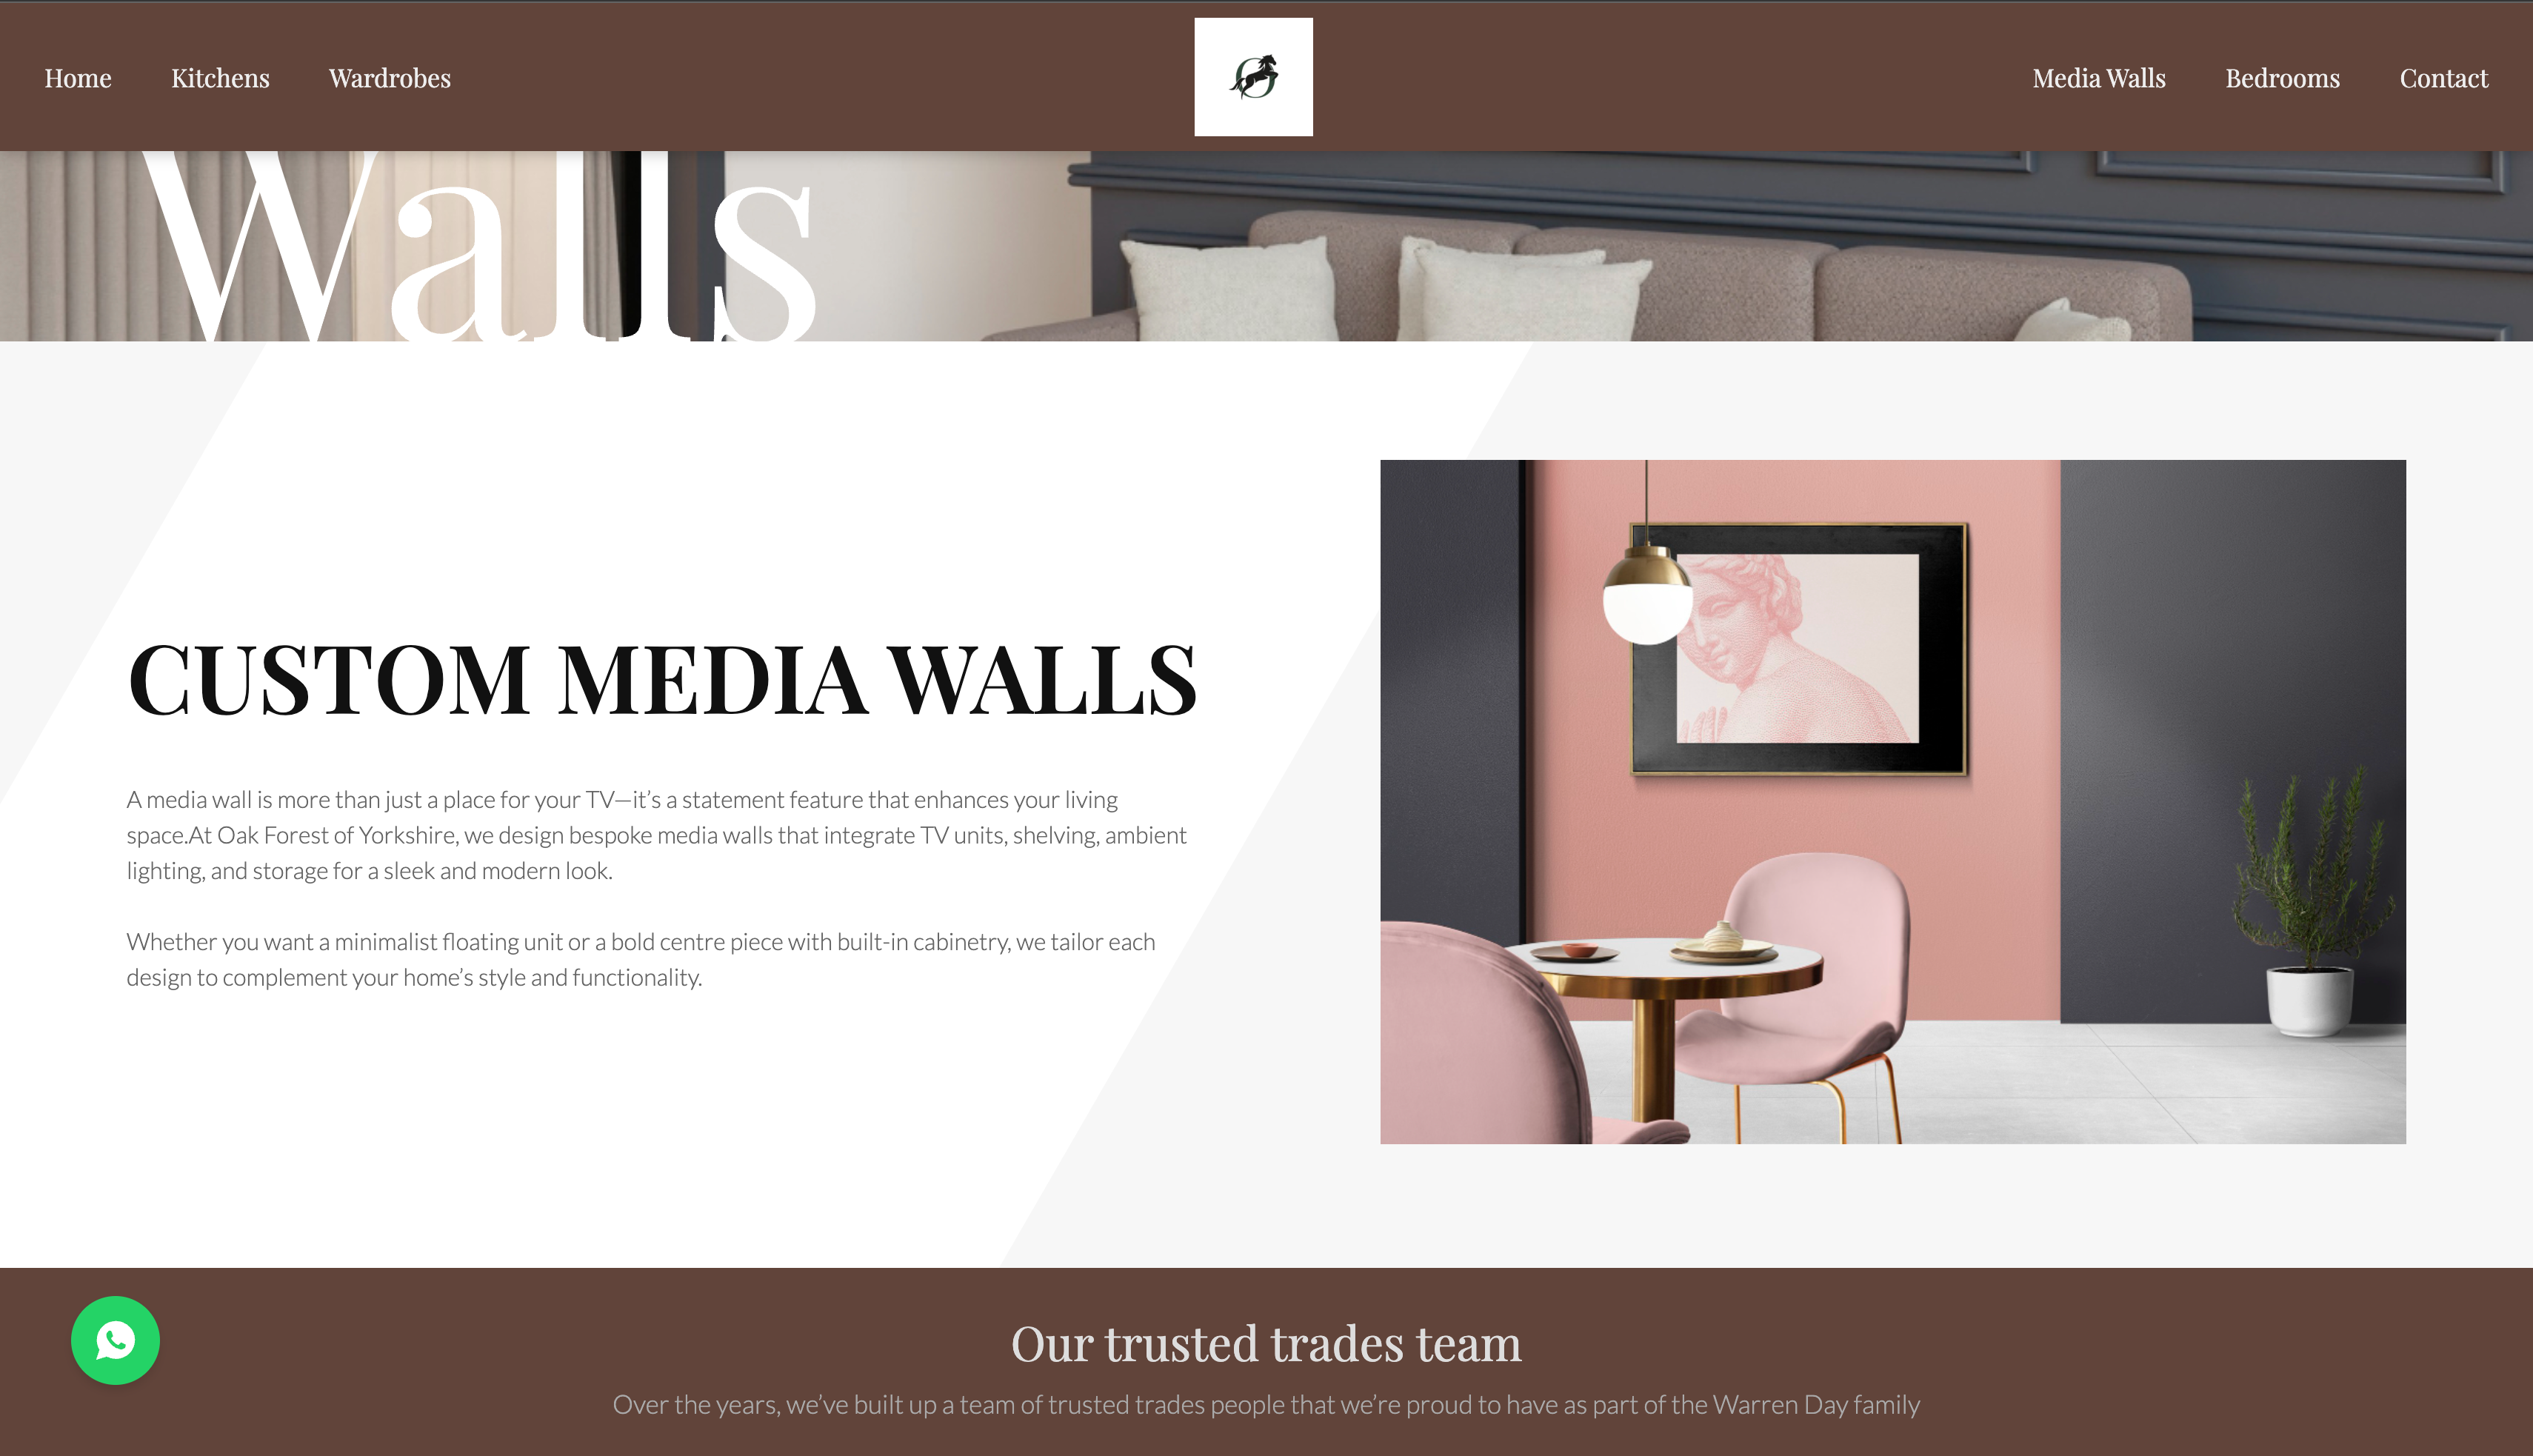 Home Kitchens Wardrobes Media Walls Bedrooms Contact
Walls
CUSTOM MEDIA WALLS
A media wall is more than just a place for your TV—it’s a statement feature that enhances your living
space.At Oak Forest of Yorkshire, we design bespoke media walls that integrate TV units, shelving, ambient
lighting, and storage for a sleek and modern look.
Whether you want a minimalist floating unit or a bold centre piece with built-in cabinetry, we tailor each
design to complement your home’s style and functionality.
Our trusted trades team
Over the years, we’ve built up a team of trusted trades people that we’re proud to have as part of the Warren Day family